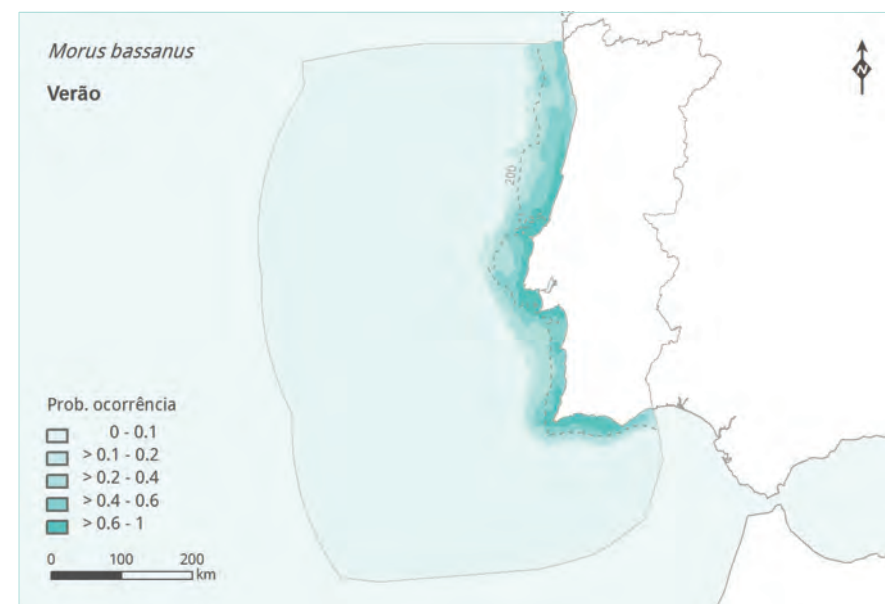 Morus bassanus
Verão
N
200
Prob. ocorrência
0 - 0.1
> 0.1 - 0.2
> 0.2 - 0.4
> 0.4 - 0.6
> 0.6 - 1
0 100 200
km